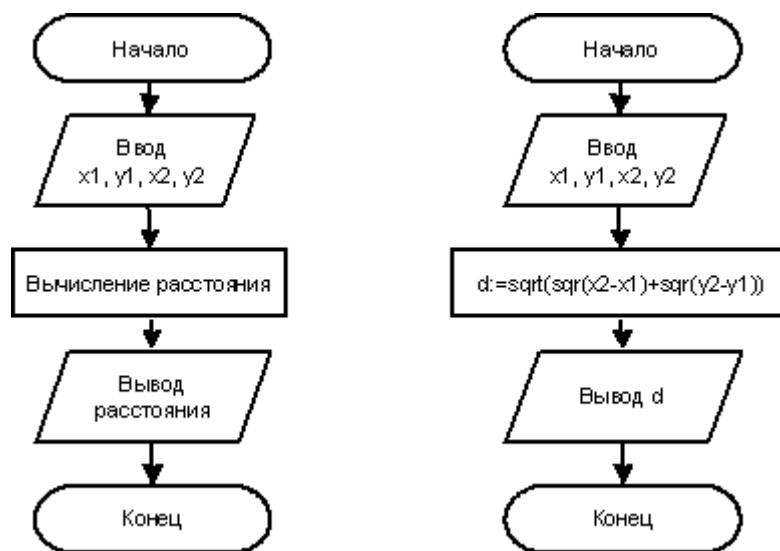 Начало
Ввод
x1, y1, x2, y2
Вычисление расстояния
Вывод
расстояния
Конец
Начало
Ввод
x1, y1, x2, y2
d:=sqrt(sqr(x2-x1)+sqr(y2-y1))
Вывод d
Конец